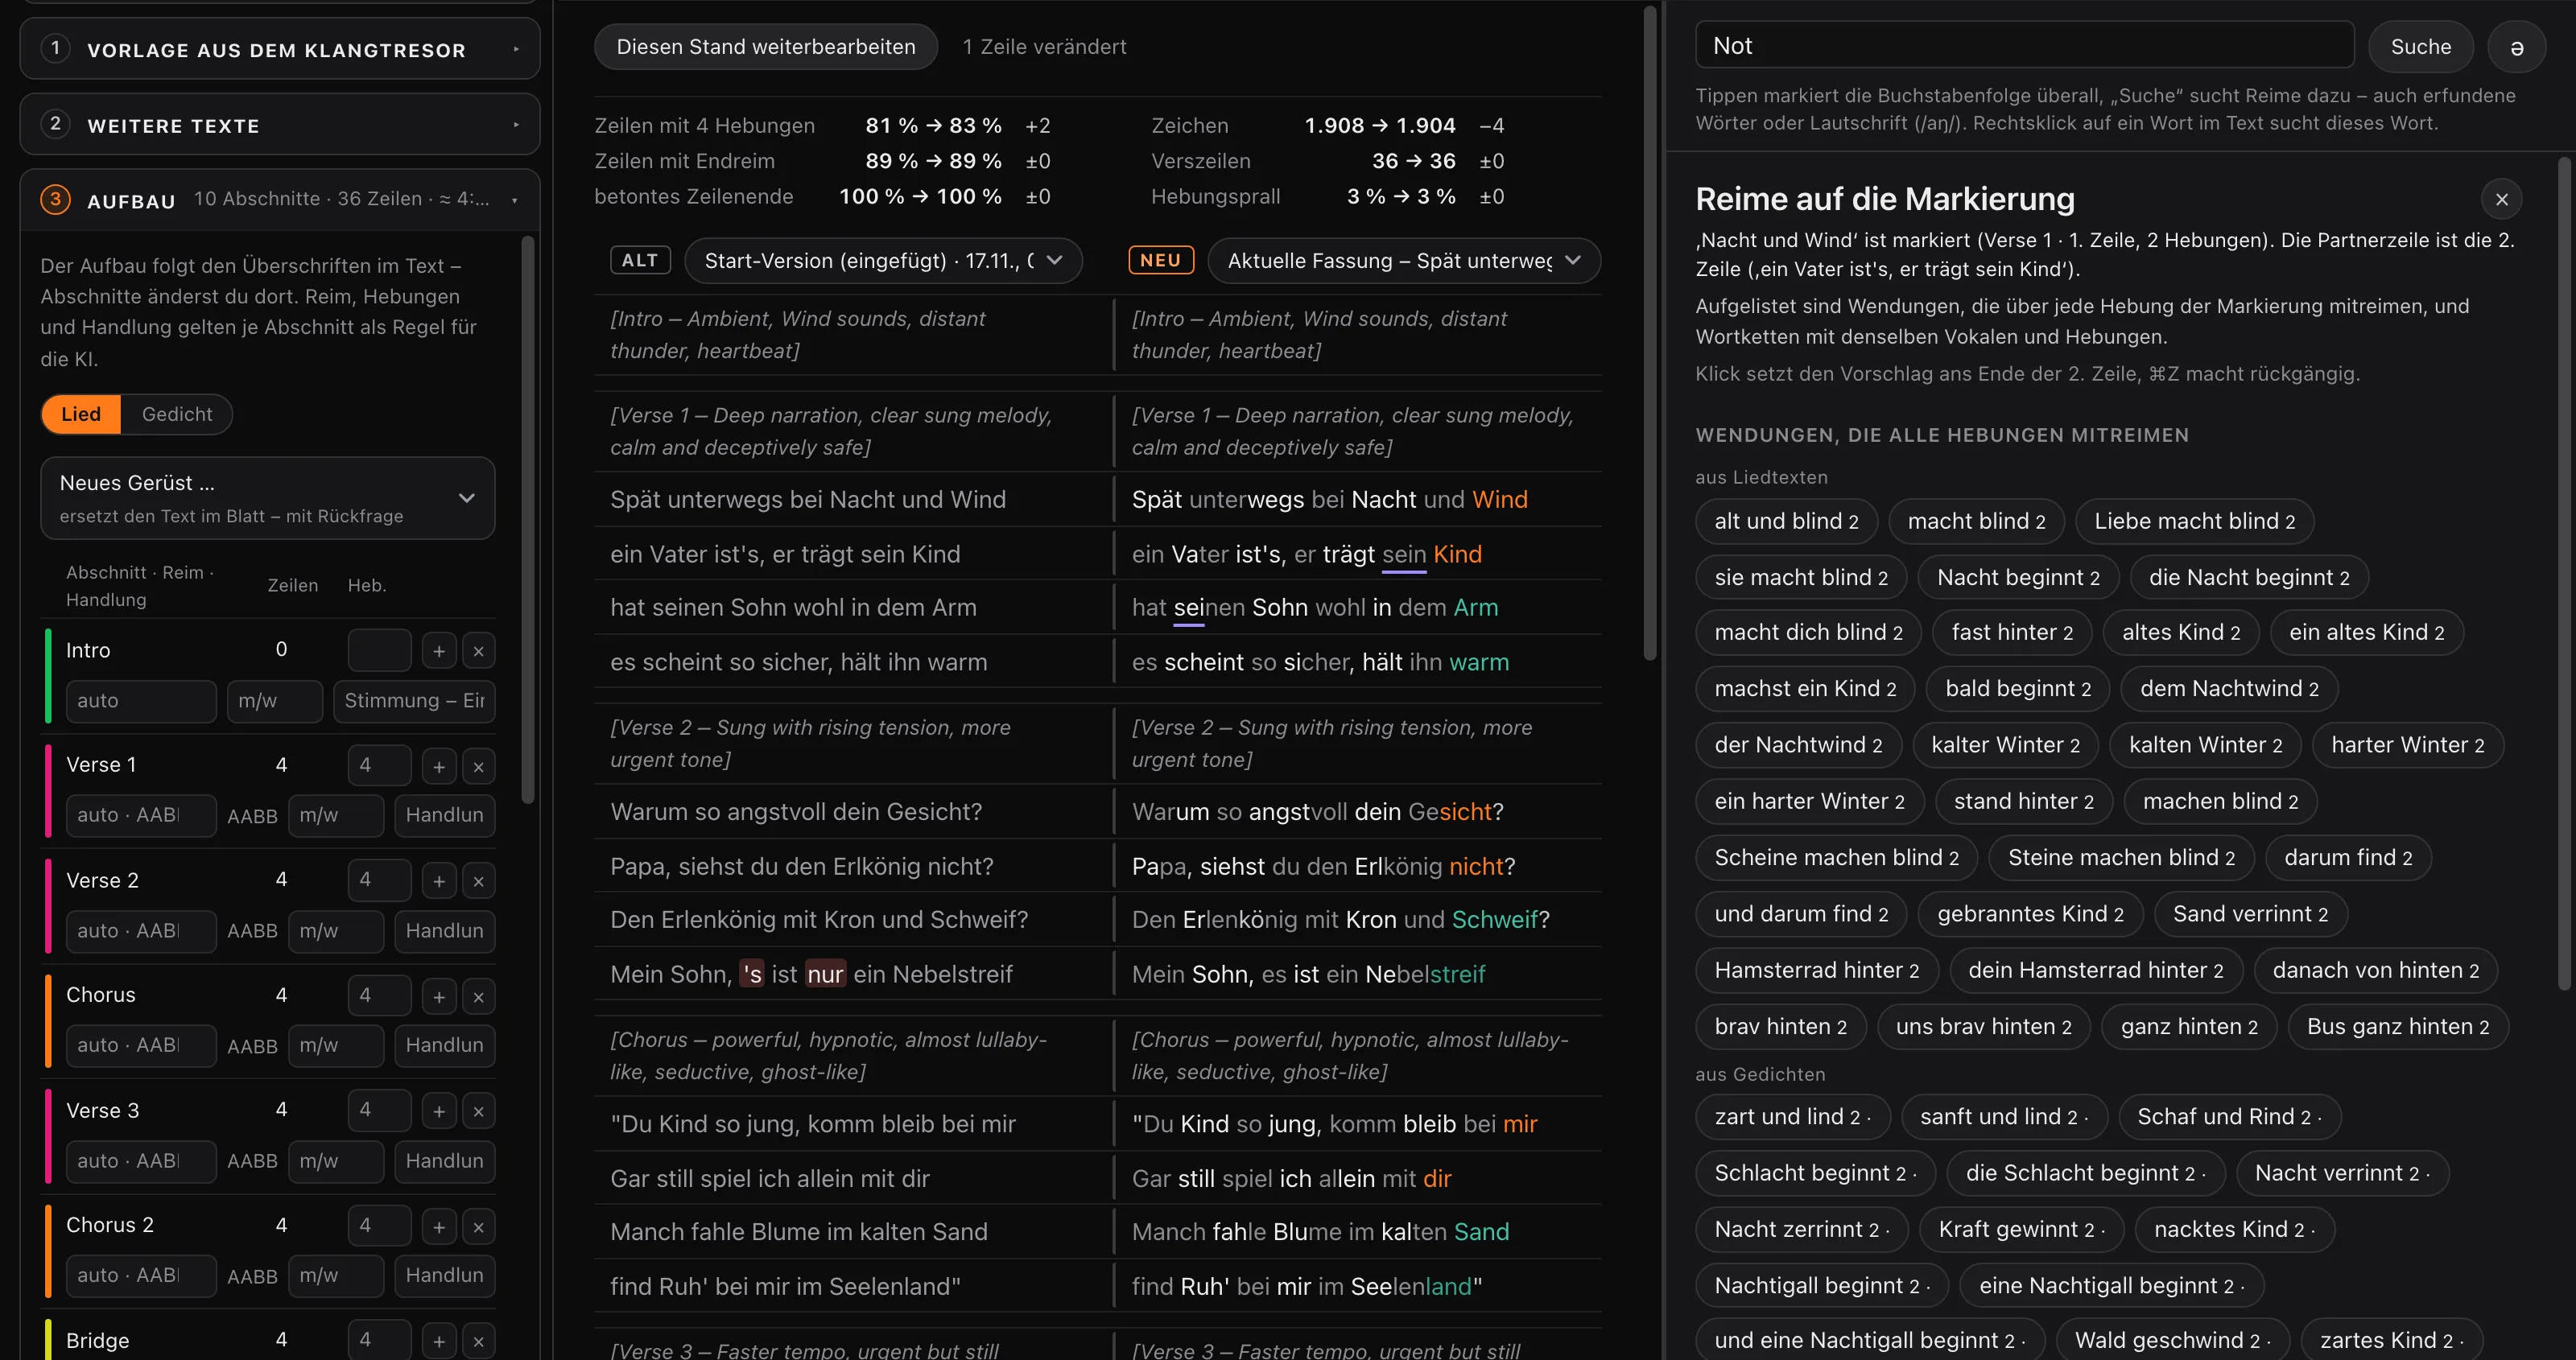 1 VORLAGE AUS DEM KLANGTRESOR
2 WEITERE TEXTE
3 AUFBAU 10 Abschnitte · 36 Zeilen · ≈ 4:...
Der Aufbau folgt den Überschriften im Text –
Abschnitte änderst du dort. Reim, Hebungen
und Handlung gelten je Abschnitt als Regel für
die KI.
Lied Gedicht
Neues Gerüst ...
ersetzt den Text im Blatt – mit Rückfrage
Abschnitt · Reim ·
Handlung Zeilen Heb.
Intro 0 + ×
auto m/w Stimmung – Eir
Verse 1 4 4 + ×
auto · AABI AABB m/w Handlun
Verse 2 4 4 + ×
auto · AABI AABB m/w Handlun
Chorus 4 4 + ×
auto · AABI AABB m/w Handlun
Verse 3 4 4 + ×
auto · AABI AABB m/w Handlun
Chorus 2 4 4 + ×
auto · AABI AABB m/w Handlun
Bridge 4 4 + ×
Diesen Stand weiterbearbeiten 1 Zeile verändert
Zeilen mit 4 Hebungen 81 % → 83 % +2 Zeichen 1.908 → 1.904 −4
Zeilen mit Endreim 89 % → 89 % ±0 Verszeilen 36 → 36 ±0
betontes Zeilenende 100 % → 100 % ±0 Hebungsprall 3 % → 3 % ±0
ALT Start-Version (eingefügt) · 17.11., ( NEU Aktuelle Fassung – Spät unterweg
[Intro – Ambient, Wind sounds, distant
thunder, heartbeat]
[Intro – Ambient, Wind sounds, distant
thunder, heartbeat]
[Verse 1 – Deep narration, clear sung melody,
calm and deceptively safe]
[Verse 1 – Deep narration, clear sung melody,
calm and deceptively safe]
Spät unterwegs bei Nacht und Wind Spät unterwegs bei Nacht und Wind
ein Vater ist's, er trägt sein Kind ein Vater ist's, er trägt sein Kind
hat seinen Sohn wohl in dem Arm hat seinen Sohn wohl in dem Arm
es scheint so sicher, hält ihn warm es scheint so sicher, hält ihn warm
[Verse 2 – Sung with rising tension, more
urgent tone]
[Verse 2 – Sung with rising tension, more
urgent tone]
Warum so angstvoll dein Gesicht? Warum so angstvoll dein Gesicht?
Papa, siehst du den Erlkönig nicht? Papa, siehst du den Erlkönig nicht?
Den Erlenkönig mit Kron und Schweif? Den Erlenkönig mit Kron und Schweif?
Mein Sohn, 's ist nur ein Nebelstreif Mein Sohn, es ist ein Nebelstreif
[Chorus – powerful, hypnotic, almost lullaby-
like, seductive, ghost-like]
[Chorus – powerful, hypnotic, almost lullaby-
like, seductive, ghost-like]
"Du Kind so jung, komm bleib bei mir "Du Kind so jung, komm bleib bei mir
Gar still spiel ich allein mit dir Gar still spiel ich allein mit dir
Manch fahle Blume im kalten Sand Manch fahle Blume im kalten Sand
find Ruh' bei mir im Seelenland" find Ruh' bei mir im Seelenland"
[Verse 3 – Faster tempo, urgent but still [Verse 3 – Faster tempo, urgent but still
Not Suche ə
Tippen markiert die Buchstabenfolge überall, „Suche“ sucht Reime dazu – auch erfundene
Wörter oder Lautschrift (/aŋ/). Rechtsklick auf ein Wort im Text sucht dieses Wort.
Reime auf die Markierung ×
‚Nacht und Wind‘ ist markiert (Verse 1 · 1. Zeile, 2 Hebungen). Die Partnerzeile ist die 2.
Zeile (‚ein Vater ist's, er trägt sein Kind‘).
Aufgelistet sind Wendungen, die über jede Hebung der Markierung mitreimen, und
Wortketten mit denselben Vokalen und Hebungen.
Klick setzt den Vorschlag ans Ende der 2. Zeile, ⌘Z macht rückgängig.
WENDUNGEN, DIE ALLE HEBUNGEN MITREIMEN
aus Liedtexten
alt und blind 2 macht blind 2 Liebe macht blind 2
sie macht blind 2 Nacht beginnt 2 die Nacht beginnt 2
macht dich blind 2 fast hinter 2 altes Kind 2 ein altes Kind 2
machst ein Kind 2 bald beginnt 2 dem Nachtwind 2
der Nachtwind 2 kalter Winter 2 kalten Winter 2 harter Winter 2
ein harter Winter 2 stand hinter 2 machen blind 2
Scheine machen blind 2 Steine machen blind 2 darum find 2
und darum find 2 gebranntes Kind 2 Sand verrinnt 2
Hamsterrad hinter 2 dein Hamsterrad hinter 2 danach von hinten 2
brav hinten 2 uns brav hinten 2 ganz hinten 2 Bus ganz hinten 2
aus Gedichten
zart und lind 2 · sanft und lind 2 · Schaf und Rind 2 ·
Schlacht beginnt 2 · die Schlacht beginnt 2 · Nacht verrinnt 2 ·
Nacht zerrinnt 2 · Kraft gewinnt 2 · nacktes Kind 2 ·
Nachtigall beginnt 2 · eine Nachtigall beginnt 2 ·
und eine Nachtigall beginnt 2 · Wald geschwind 2 · zartes Kind 2 ·